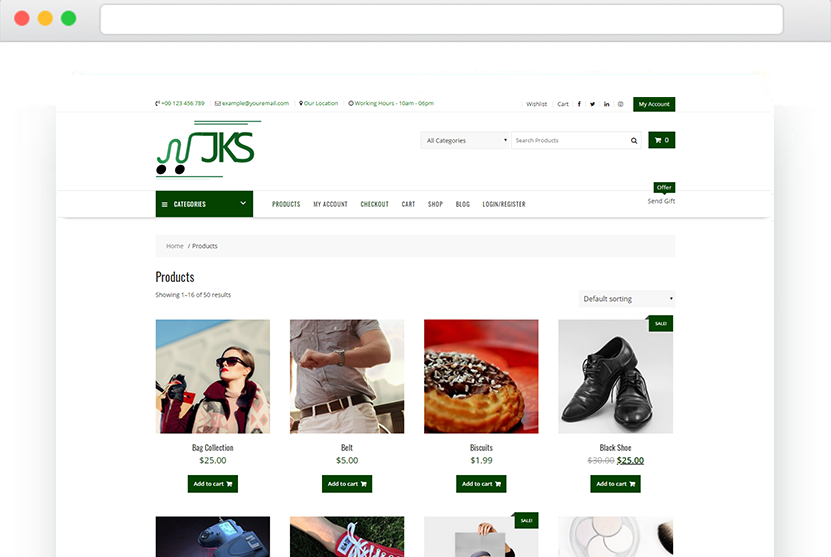 +00 123 456 789 example@youremail.com Our Location Working Hours - 10am - 06pm
Wishlist Cart My Account
JKS
All Categories Search Products 0
Offer
CATEGORIES PRODUCTS MY ACCOUNT CHECKOUT CART SHOP BLOG LOGIN/REGISTER Send Gift
Home / Products
Products
Showing 1–16 of 50 results
Default sorting
SALE!
Bag Collection Belt Biscuits Black Shoe
$25.00 $5.00 $1.99 $30.00 $25.00
Add to cart Add to cart Add to cart Add to cart
SALE!